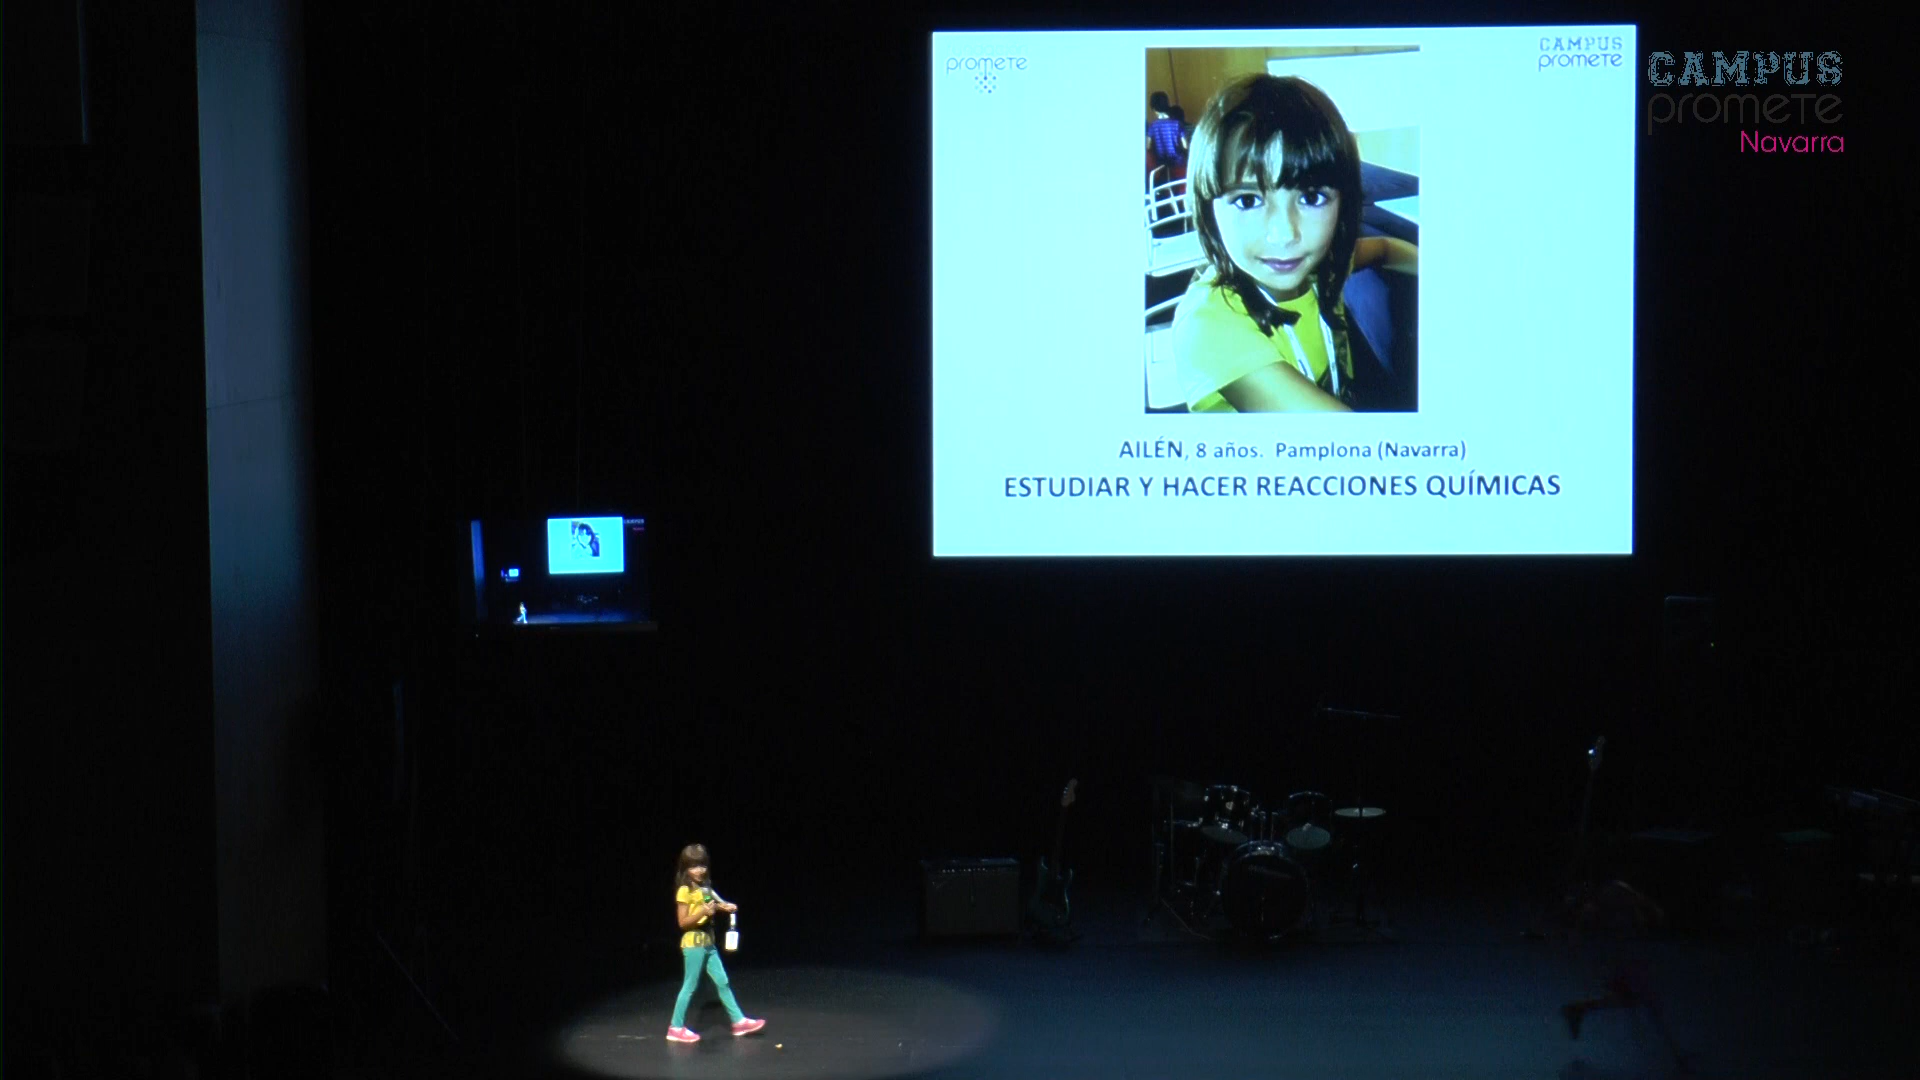 promete
CAMPUS
promete
CAMPUS
promete
Navarra
AILÉN, 8 años. Pamplona (Navarra)
ESTUDIAR Y HACER REACCIONES QUÍMICAS